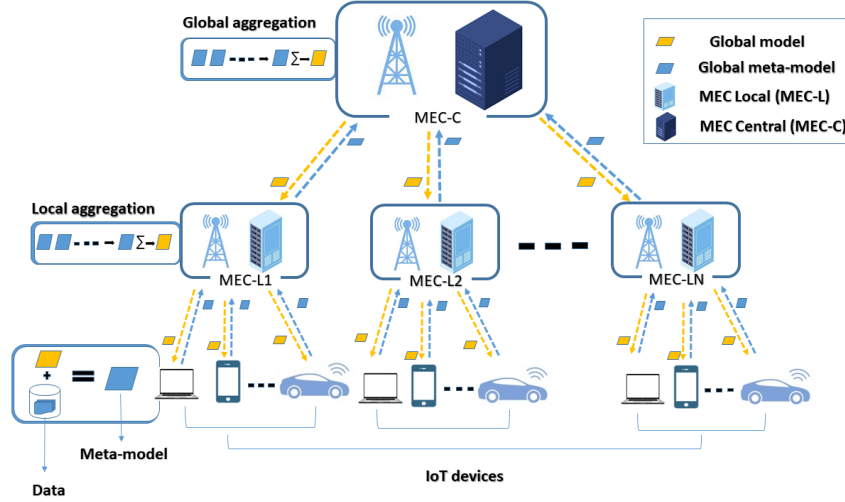 Global aggregation
Σ
MEC-C
Global model
Global meta-model
MEC Local (MEC-L)
MEC Central (MEC-C)
Local aggregation
Σ
MEC-L1
MEC-L2
MEC-LN
+
=
Meta-model
Data
IoT devices